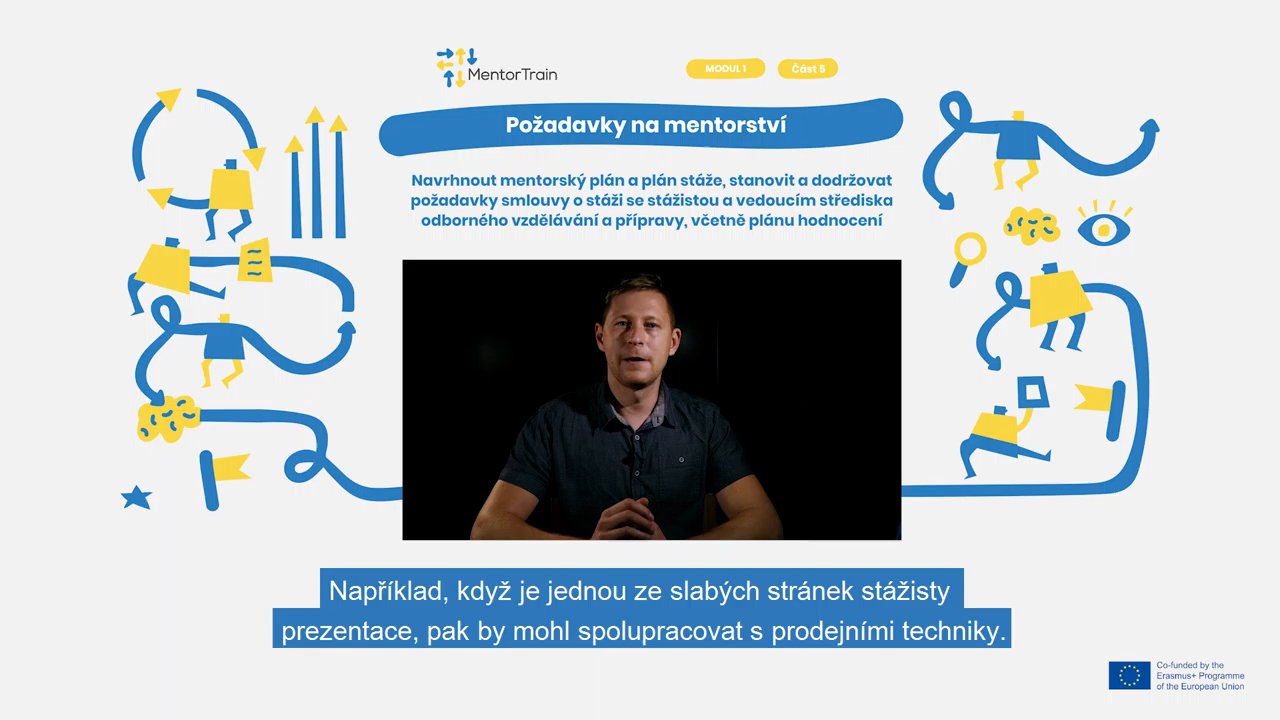 MentorTrain
MODUL 1
Část 5
Požadavky na mentorství
Navrhnout mentorský plán a plán stáže, stanovit a dodržovat
požadavky smlouvy o stáži se stážistou a vedoucím střediska
odborného vzdělávání a přípravy, včetně plánu hodnocení
Například, když je jednou ze slabých stránek stážisty
prezentace, pak by mohl spolupracovat s prodejními techniky.
Co-funded by the
Erasmus+ Programme
of the European Union